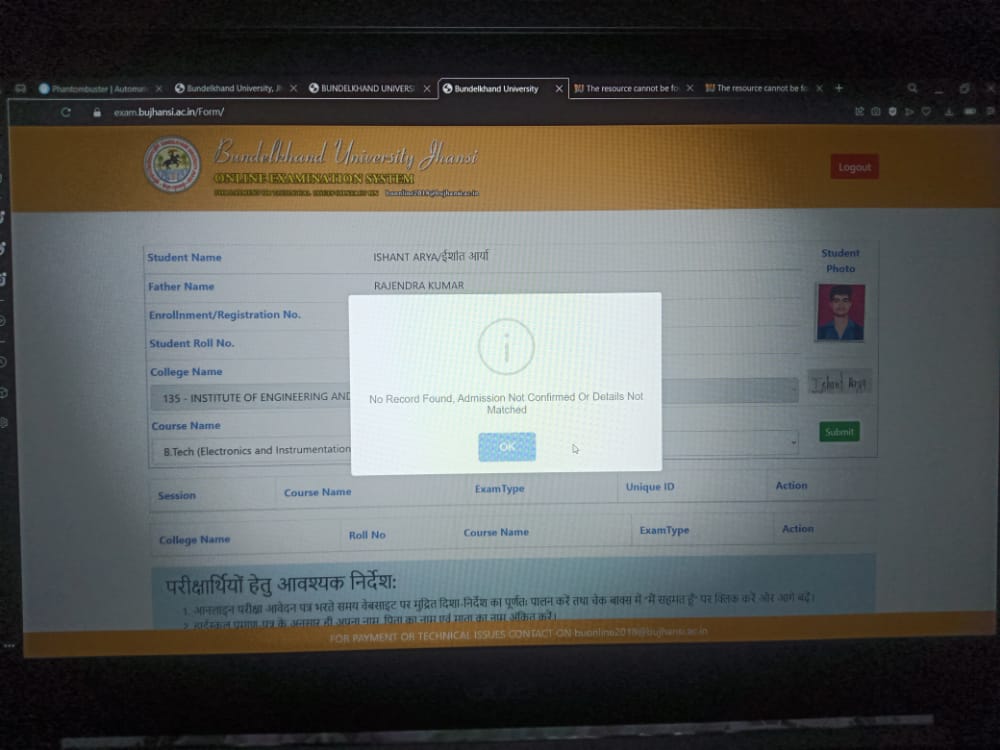 Phantombuster | Automa
Bundelkhand University, J
BUNDELKHAND UNIVERSI
Bundelkhand University
The resource cannot be fo
The resource cannot be fo
exam.bujhansi.ac.in/Form/
Bundelkhand University Jhansi
ONLINE EXAMINATION SYSTEM
FOR PAYMENT OR TECHNICAL ISSUES CONTACT ON buonline2018@bujhansi.ac.in
Logout
Student Name
ISHANT ARYA/ईशांत आर्या
Student
Photo
Father Name
RAJENDRA KUMAR
Enrollnment/Registration No.
Student Roll No.
College Name
135 - INSTITUTE OF ENGINEERING AND
Ishant Arya
Course Name
B.Tech (Electronics and Instrumentation
Submit
No Record Found, Admission Not Confirmed Or Details Not
Matched
OK
Session Course Name ExamType Unique ID Action
College Name Roll No Course Name ExamType Action
परीक्षार्थियों हेतु आवश्यक निर्देश:
1. आनलाइन परीक्षा आवेदन पत्र भरते समय वेबसाइट पर मुद्रित दिशा-निर्देश का पूर्णतः पालन करें तथा चेक बाक्स में "मैं सहमत हूँ" पर क्लिक करें और आगे बढ़ें।
2. हाईस्कूल प्रमाण-पत्र के अनुसार ही अपना नाम, पिता का नाम एवं माता का नाम अंकित करें।
FOR PAYMENT OR TECHNICAL ISSUES CONTACT ON buonline2018@bujhansi.ac.in